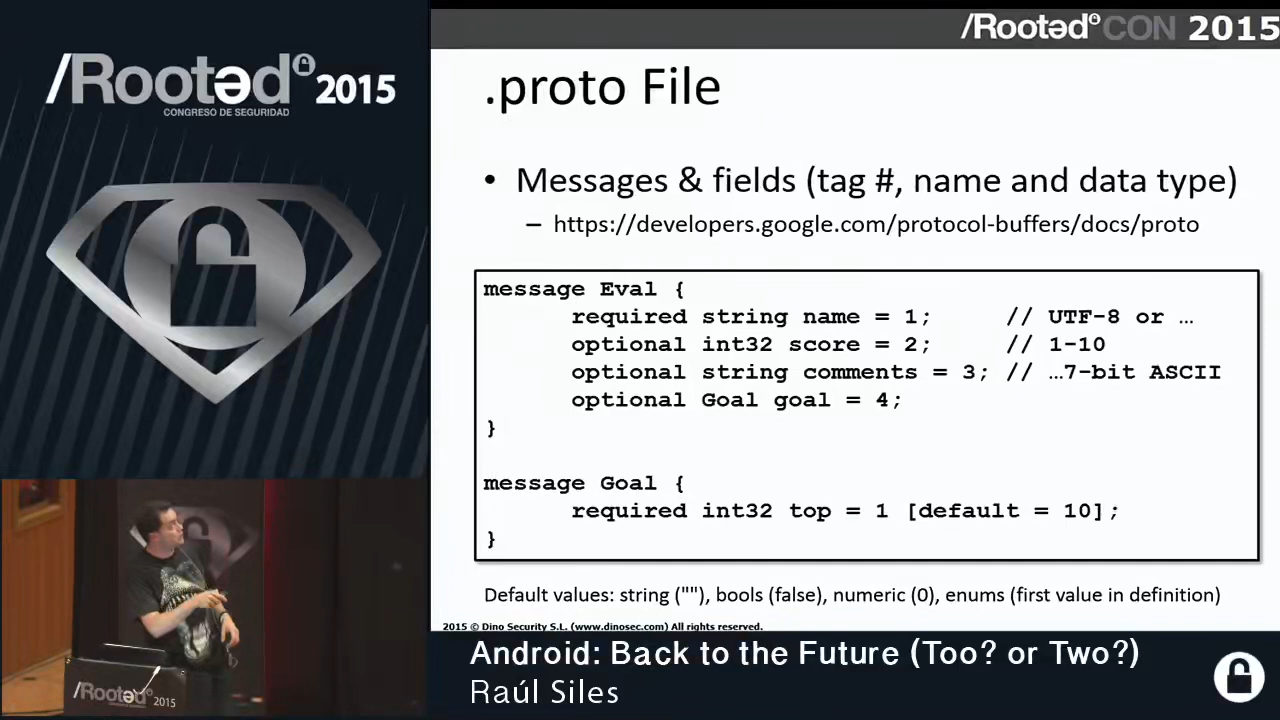 /Rootəd CON 2015
/Rootəd 2015
CONGRESO DE SEGURIDAD
.proto File
• Messages & fields (tag #, name and data type)
– https://developers.google.com/protocol-buffers/docs/proto
message Eval {
required string name = 1; // UTF-8 or …
optional int32 score = 2; // 1-10
optional string comments = 3; // …7-bit ASCII
optional Goal goal = 4;
}
message Goal {
required int32 top = 1 [default = 10];
}
Default values: string (""), bools (false), numeric (0), enums (first value in definition)
2015 © Dino Security S.L. (www.dinosec.com) All rights reserved.
Android: Back to the Future (Too? or Two?)
Raúl Siles
/Rootəd 2015